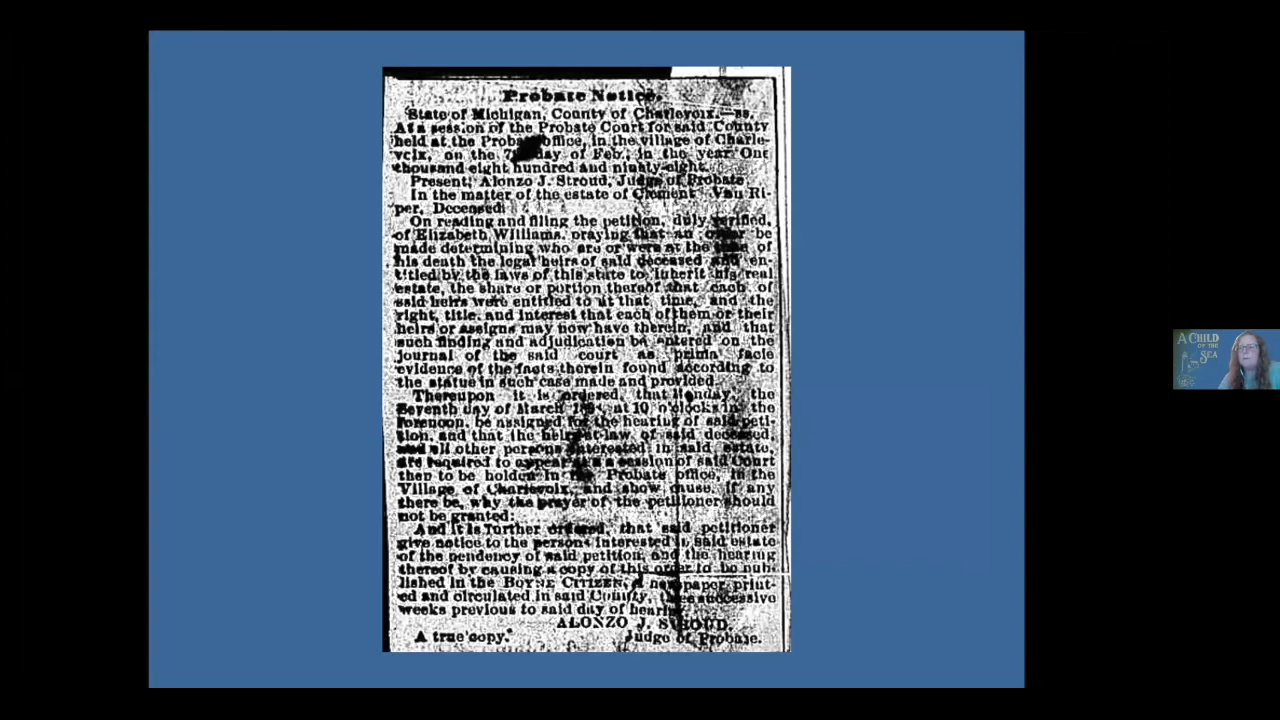 Probate Notice.
State of Michigan, County of Charlevoix.—ss.
At a session of the Probate Court for said County
held at the Probate office, in the village of Charle-
voix, on the day of Feb., in the year One
thousand eight hundred and ninety-eight.
Present, Alonzo J. Stroud, Judge of Probate
In the matter of the estate of Clement Van Ri-
per, Deceased.
On reading and filing the petition, duly verified,
of Elizabeth Williams, praying that an order be
made determining who are or were at the time of
his death the legal heirs of said deceased and en-
titled by the laws of this state to inherit his real
estate, the share or portion thereof that each of
said heirs were entitled to at that time, and the
right, title, and interest that each of them or their
heirs or assigns may now have therein, and that
such finding and adjudication be entered on the
journal of the said court as prima facie
evidence of the facts therein found according to
the statue in such case made and provided.
Thereupon it is ordered, that Monday, the
Seventh day of March at 10 o'clock in the
forenoon, be assigned for the hearing of said peti-
tion, and that the heirs-at-law of said deceased,
and all other persons interested in said estate,
are required to appear at a session of said Court
then to be holden in the Probate office, in the
Village of Charlevoix, and show cause, if any
there be, why the prayer of the petitioner should
not be granted:
And it is further ordered, that said petitioner
give notice to the persons interested in said estate
of the pendency of said petition, and the hearing
thereof by causing a copy of this order to be pub-
lished in the BOYNE CITIZEN, a newspaper print-
ed and circulated in said County, three successive
weeks previous to said day of hearing.
ALONZO J. STROUD,
A true copy. Judge of Probate.
A CHILD
OF THE
SEA